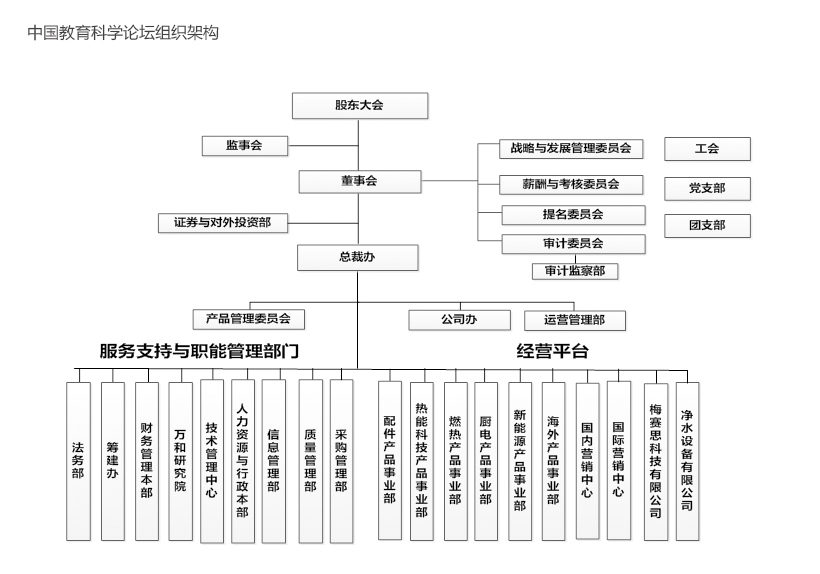 中国教育科学论坛组织架构
股东大会
监事会
战略与发展管理委员会
工会
董事会
薪酬与考核委员会
党支部
提名委员会
证券与对外投资部
团支部
审计委员会
总裁办
审计监察部
产品管理委员会
公司办
运营管理部
服务支持与职能管理部门
经营平台
法务部
筹建办
财务管理本部
万和研究院
技术管理中心
人力资源与行政本部
信息管理部
质量管理部
采购管理部
配件产品事业部
热能科技产品事业部
燃热产品事业部
厨电产品事业部
新能源产品事业部
海外产品事业部
国内营销中心
国际营销中心
梅赛思科技有限公司
净水设备有限公司